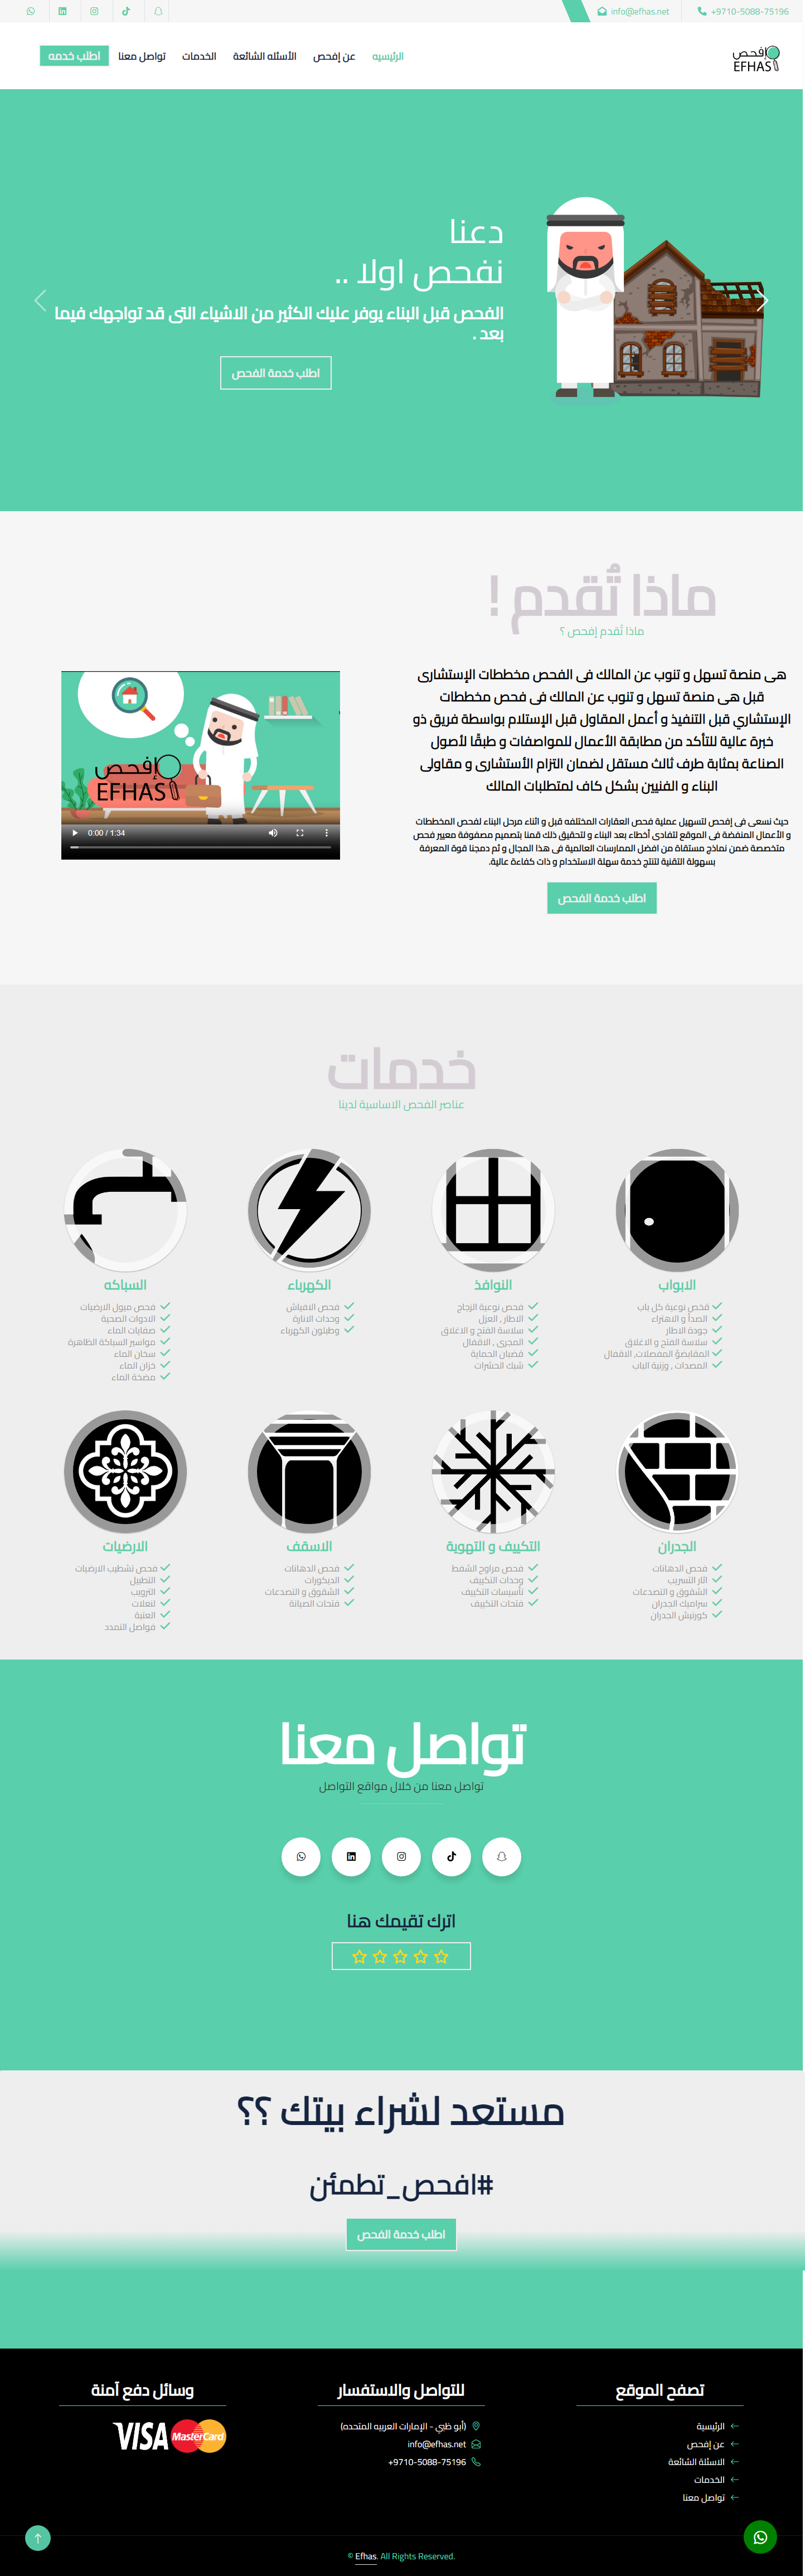 +9710-5088-75196
info@efhas.net
إفحص
EFHAS
الرئيسيه
عن إفحص
الأسئله الشائعة
الخدمات
تواصل معنا
اطلب خدمه
دعنا
نفحص اولا ..
الفحص قبل البناء يوفر عليك الكثير من الاشياء التى قد تواجهك فيما
بعد .
اطلب خدمة الفحص
ماذا نُقدم !
ماذا نُقدم إفحص ؟
هى منصة تسهل و تنوب عن المالك فى الفحص مخططات الإستشارى
قبل هى منصة تسهل و تنوب عن المالك فى فحص مخططات
الإستشاري قبل التنفيذ و أعمل المقاول قبل الإستلام بواسطة فريق ذو
خبرة عالية للتأكد من مطابقة الأعمال للمواصفات و طبقًا لأصول
الصناعة بمثابة طرف ثالث مستقل لضمان التزام الأستشارى و مقاولى
البناء و الفنيين بشكل كاف لمتطلبات المالك
حيث نسعى فى إفحص لتسهيل عملية فحص العقارات المختلفه قبل و اثناء مرحل البناء لفحص المخططات
و الأعمال المنفضة فى الموقع لتفادى أخطاء بعد البناء و لتحقيق ذلك قمنا بتصميم مصفوفة معيير فحص
متخصصة ضمن نماذج مستقاة من افضل الممارسات العالمية فى هذا المجال و ثم دمجنا قوة المعرفة
بسهولة التقنية لتنتج خدمة سهلة الاستخدام و ذات كفاءة عالية.
اطلب خدمة الفحص
إفحص
EFHAS
0:00 / 1:34
خدمات
عناصر الفحص الاساسية لدينا
الابواب
فحص نوعية كل باب
الصدأ و الاهتراء
جودة الاطار
سلاسة الفتح و الاغلاق
المقابض, المفصلات, الاقفال
المصدات , وزنية الباب
النوافذ
فحص نوعية الزجاج
الاطار , العزل
سلاسة الفتح و الاغلاق
المجرى , الاقفال
قضبان الحماية
شبك الحشرات
الكهرباء
فحص الافياش
وحدات الانارة
وطبلون الكهرباء
السباكه
فحص ميول الارضيات
الادوات الصحية
صفايات الماء
مواسير السباكة الظاهرة
سخان الماء
خزان الماء
مضخة الماء
الجدران
فحص الدهانات
اثار التسريب
الشقوق و التصدعات
سراميك الجدران
كورنيش الجدران
التكييف و التهوية
فحص مراوح الشفط
وحدات التكييف
تأسيسات التكييف
فتحات التكييف
الاسقف
فحص الدهانات
الديكورات
الشقوق و التصدعات
فتحات الصيانة
الارضيات
فحص تشطيب الارضيات
التطبيل
الترويب
لنعلات
العتبة
فواصل التمدد
تواصل معنا
تواصل معنا من خلال مواقع التواصل
اترك تقيمك هنا
مستعد لشراء بيتك ؟؟
#افحص_تطمئن
اطلب خدمة الفحص
تصفح الموقع
الرئيسية
عن إفحص
الاسئلة الشائعة
الخدمات
تواصل معنا
للتواصل والاستفسار
(أبو ظبي - الإمارات العربيه المتحده)
info@efhas.net
+9710-5088-75196
وسائل دفع آمنة
VISA
MasterCard
© Efhas. All Rights Reserved.